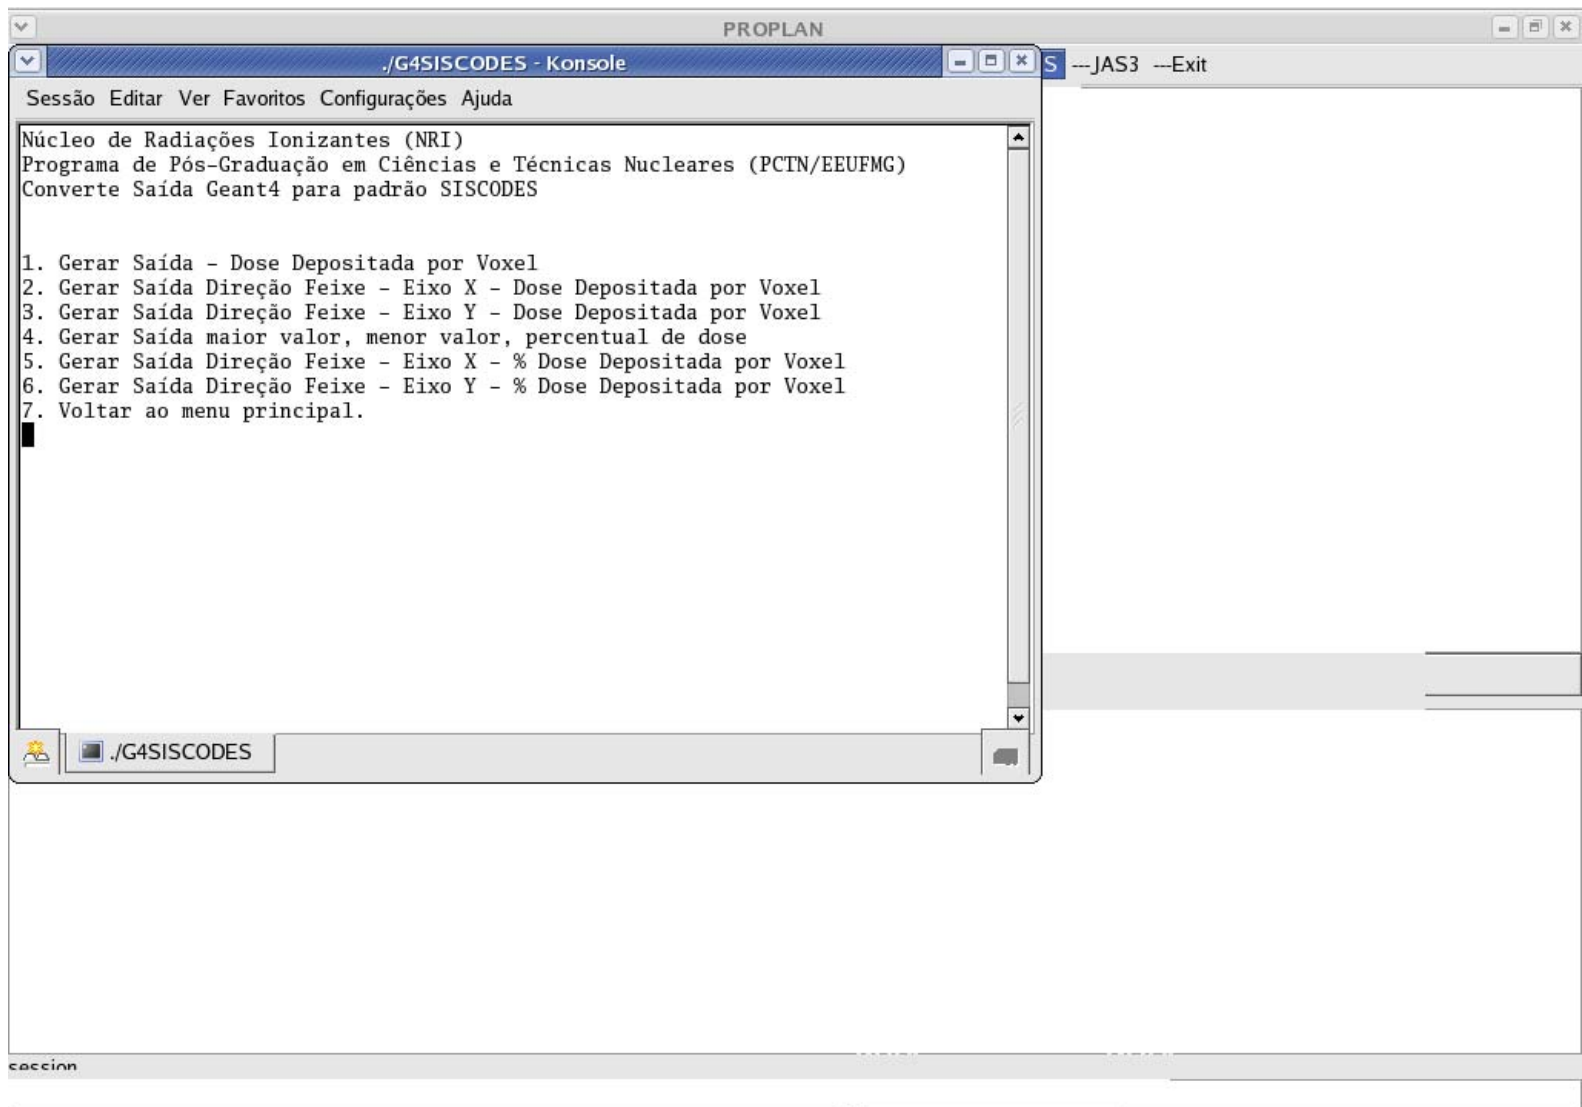 PROPLAN
./G4SISCODES - Konsole
S ---JAS3 ---Exit
Sessão Editar Ver Favoritos Configurações Ajuda
Núcleo de Radiações Ionizantes (NRI)
Programa de Pós-Graduação em Ciências e Técnicas Nucleares (PCTN/EEUFMG)
Converte Saída Geant4 para padrão SISCODES
1. Gerar Saída - Dose Depositada por Voxel
2. Gerar Saída Direção Feixe - Eixo X - Dose Depositada por Voxel
3. Gerar Saída Direção Feixe - Eixo Y - Dose Depositada por Voxel
4. Gerar Saída maior valor, menor valor, percentual de dose
5. Gerar Saída Direção Feixe - Eixo X - % Dose Depositada por Voxel
6. Gerar Saída Direção Feixe - Eixo Y - % Dose Depositada por Voxel
7. Voltar ao menu principal.
./G4SISCODES
session